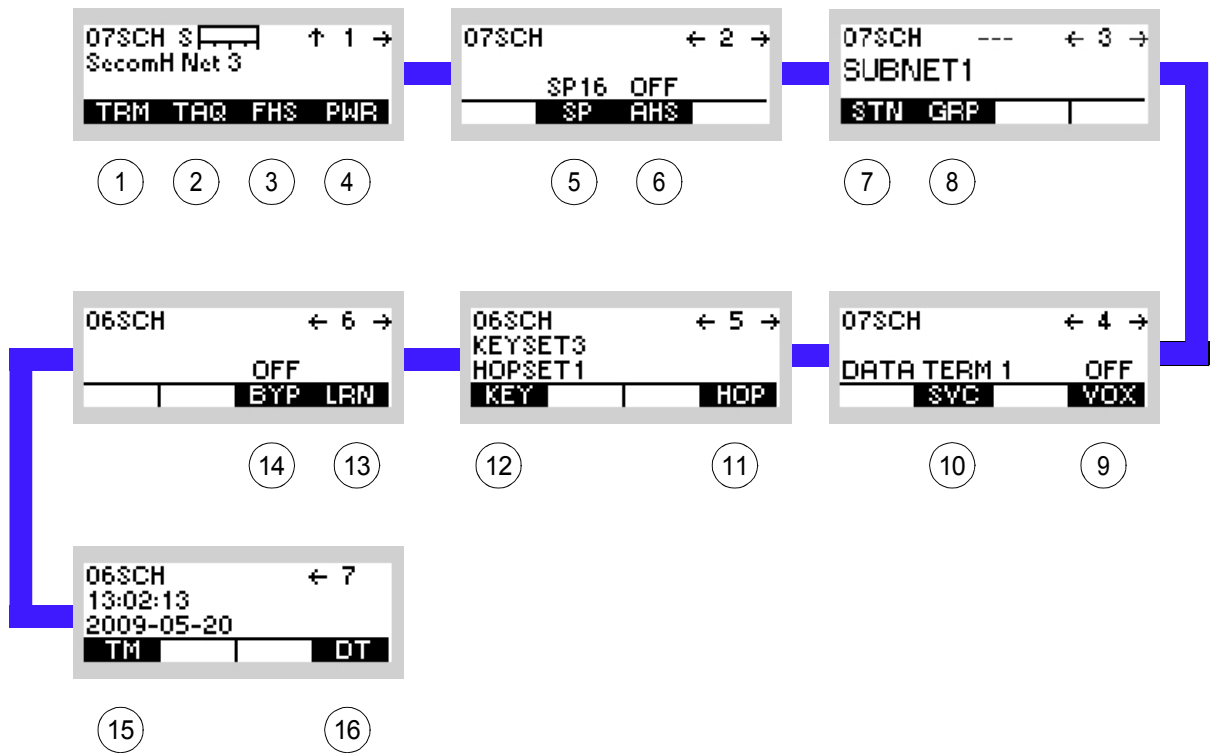 07SCH S ↑ 1 →
SecomH Net 3
TRM TAQ FHS PWR
1 2 3 4
07SCH ← 2 →
SP16 OFF
SP AHS
5 6
07SCH --- ← 3 →
SUBNET1
STN GRP
7 8
06SCH ← 6 →
OFF
BYP LRN
14 13
06SCH ← 5 →
KEYSET3
HOPSET1
KEY HOP
12 11
07SCH ← 4 →
DATA TERM 1 OFF
SVC VOX
10 9
06SCH ← 7
13:02:13
2009-05-20
TM DT
15 16